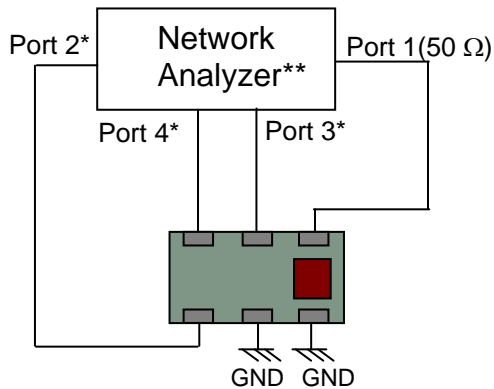 Network
Analyzer**
Port 2*
Port 1(50 Ω)
Port 4*
Port 3*
GND
GND